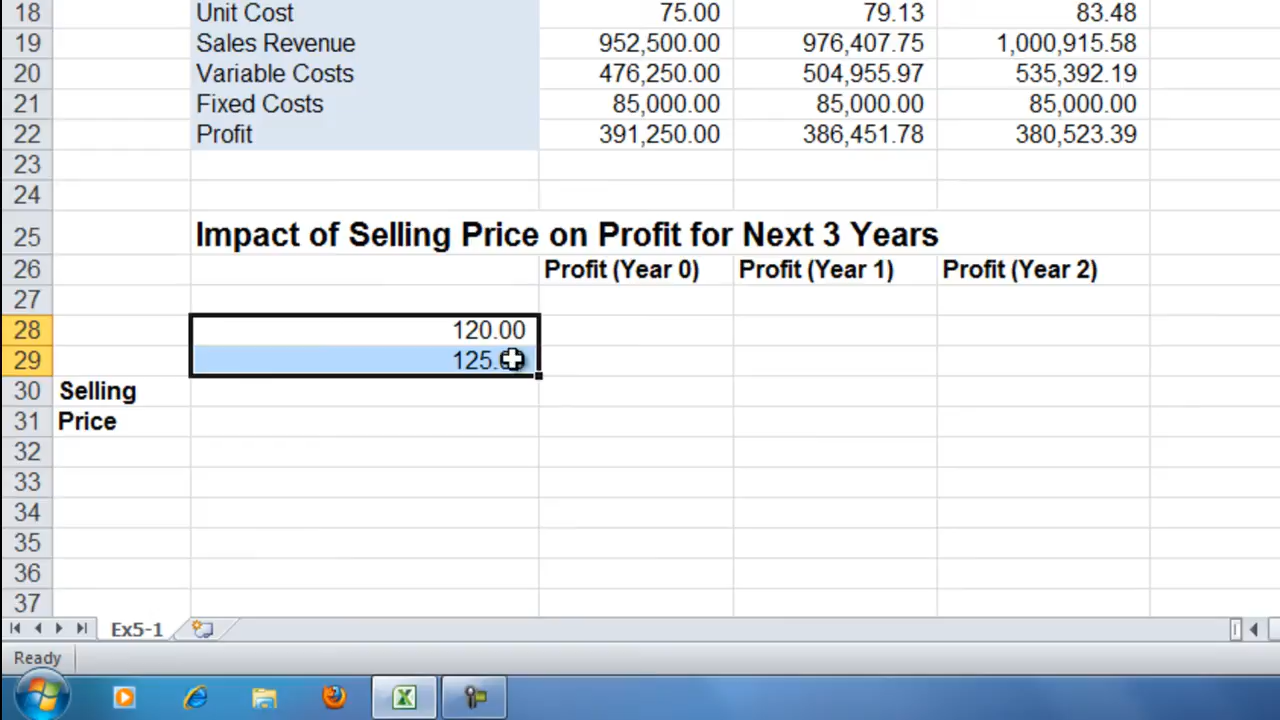 18 Unit Cost 75.00 79.13 83.48
19 Sales Revenue 952,500.00 976,407.75 1,000,915.58
20 Variable Costs 476,250.00 504,955.97 535,392.19
21 Fixed Costs 85,000.00 85,000.00 85,000.00
22 Profit 391,250.00 386,451.78 380,523.39
23
24
25 Impact of Selling Price on Profit for Next 3 Years
26 Profit (Year 0) Profit (Year 1) Profit (Year 2)
27
28 120.00
29
30 Selling
31 Price
32
33
34
35
36
37
Ex5-1
Ready